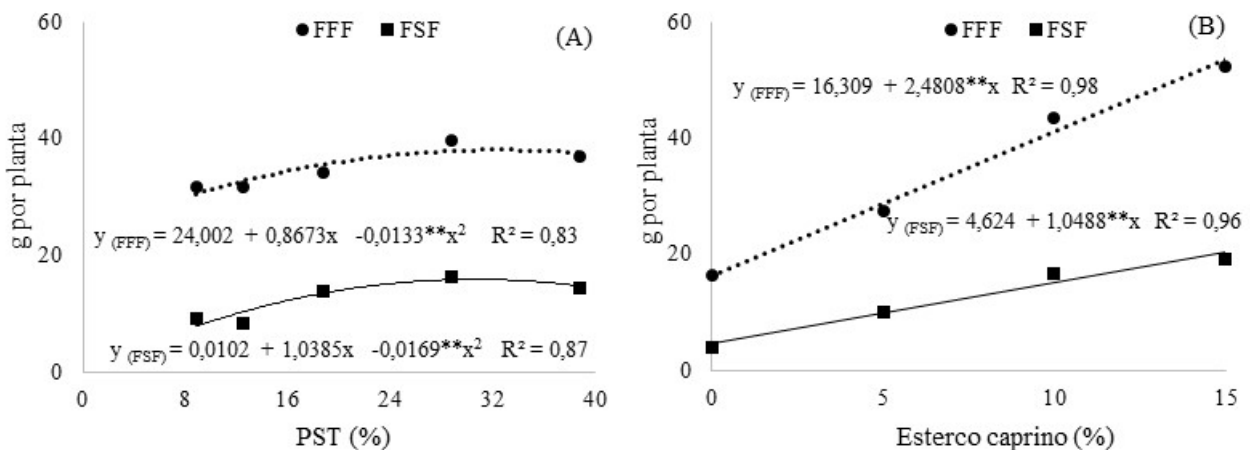 60
40
20
0
g por planta
FFF FSF
(A)
y (FFF) = 24,002 + 0,8673x -0,0133**x² R² = 0,83
y (FSF) = 0,0102 + 1,0385x -0,0169**x² R² = 0,87
0 8 16 24 32 40
PST (%)
60
40
20
0
g por planta
FFF FSF
(B)
y (FFF) = 16,309 + 2,4808**x R² = 0,98
y (FSF) = 4,624 + 1,0488**x R² = 0,96
0 5 10 15
Esterco caprino (%)